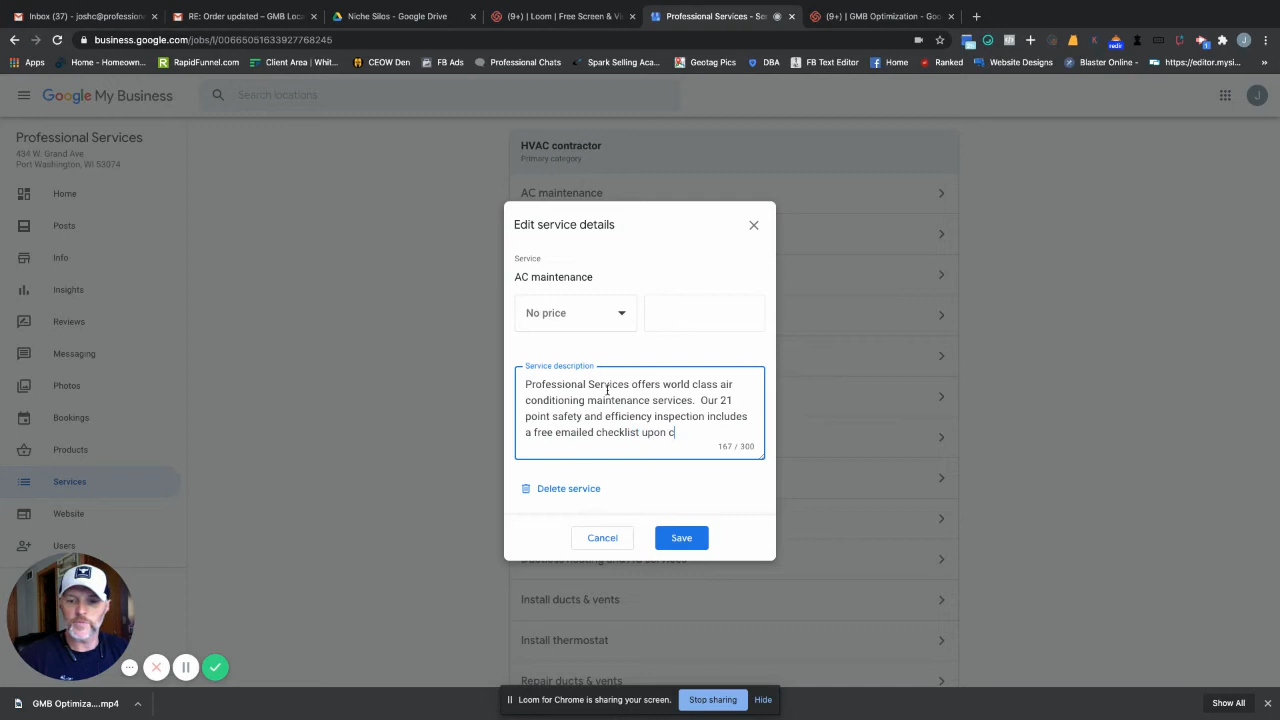 Inbox (37) - joshc@professional
RE: Order updated – GMB Loca
Niche Silos - Google Drive
(9+) Loom | Free Screen & Vi
Professional Services - Se
(9+) | GMB Optimization - Goo
business.google.com/jobs/l/00665051633927768245
Apps
Home - Homeown...
RapidFunnel.com
Client Area | Whit...
CEOW Den
FB Ads
Professional Chats
Spark Selling Aca...
Geotag Pics
DBA
FB Text Editor
Home
Ranked
Website Designs
Blaster Online -
https://editor.mysi...
Google My Business
Search locations
J
Professional Services
434 W. Grand Ave
Port Washington, WI 53074
Home
Posts
Info
Insights
Reviews
Messaging
Photos
Bookings
Products
Services
Website
Users
HVAC contractor
Primary category
AC maintenance
Edit service details
Service
AC maintenance
No price
Service description
Professional Services offers world class air
conditioning maintenance services. Our 21
point safety and efficiency inspection includes
a free emailed checklist upon c
167 / 300
Delete service
Cancel
Save
Install ducts & vents
Install thermostat
Repair ducts & vents
Loom for Chrome is sharing your screen.
Stop sharing
Hide
GMB Optimiza....mp4
Show All